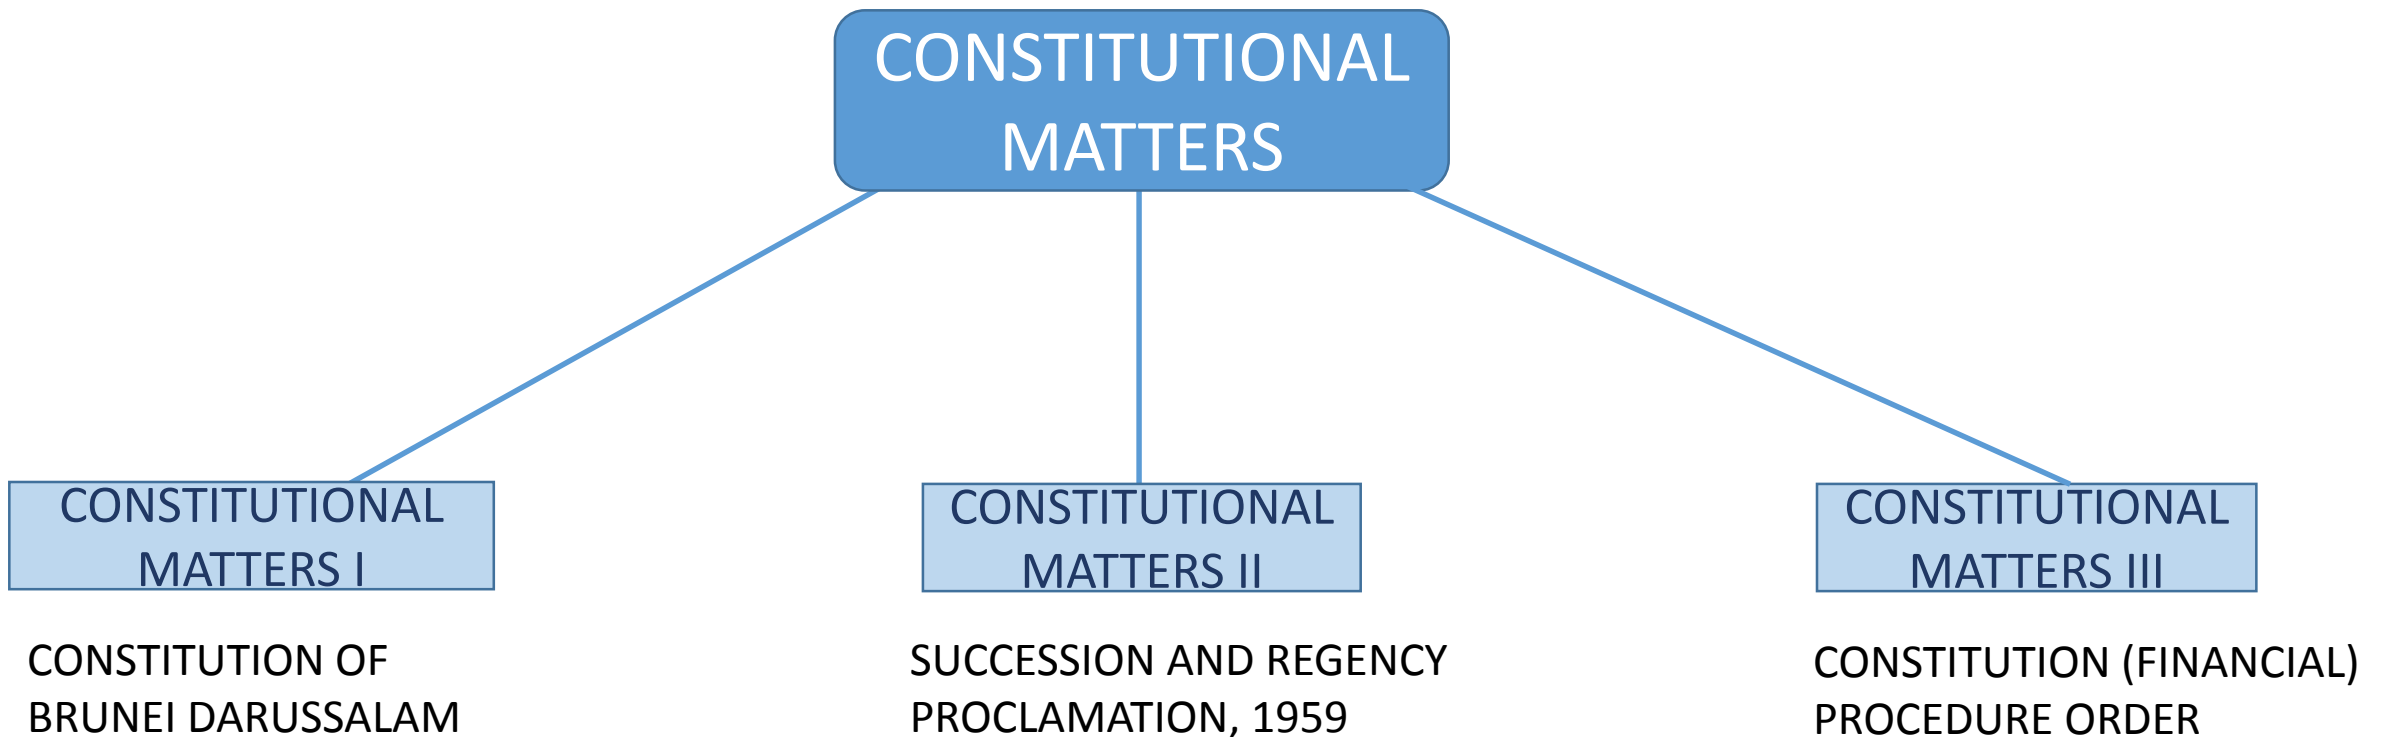 CONSTITUTIONAL
MATTERS
CONSTITUTIONAL
MATTERS I
CONSTITUTION OF
BRUNEI DARUSSALAM
CONSTITUTIONAL
MATTERS II
SUCCESSION AND REGENCY
PROCLAMATION, 1959
CONSTITUTIONAL
MATTERS III
CONSTITUTION (FINANCIAL)
PROCEDURE ORDER